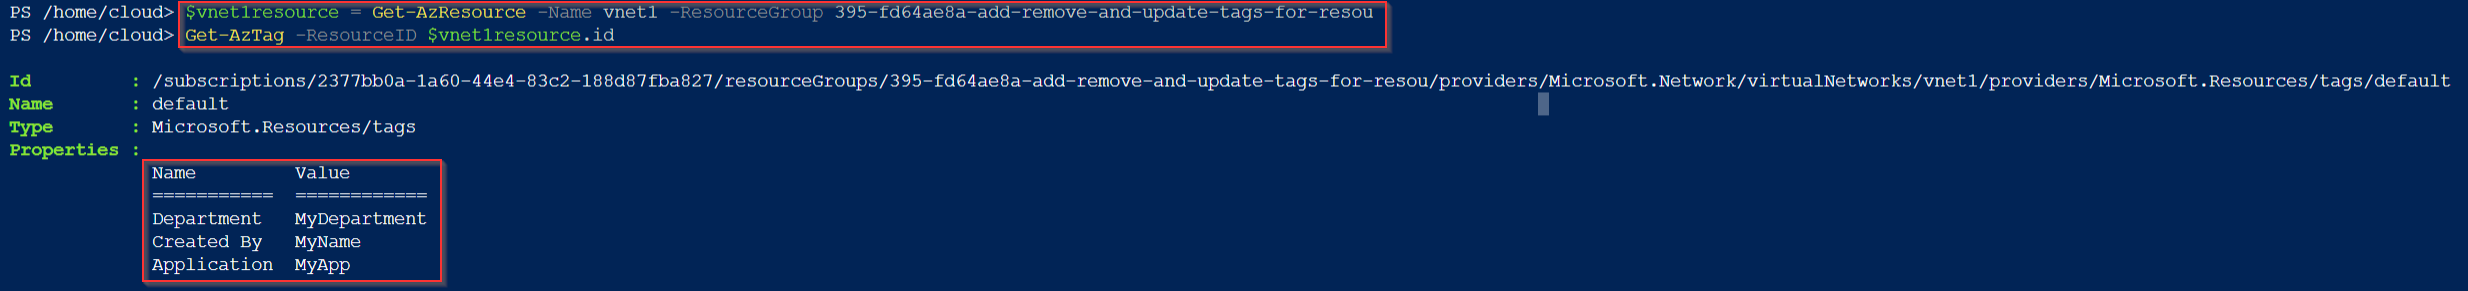 PS /home/cloud> $vnet1resource = Get-AzResource -Name vnet1 -ResourceGroup 395-fd64ae8a-add-remove-and-update-tags-for-resou
PS /home/cloud> Get-AzTag -ResourceID $vnet1resource.id
Id         : /subscriptions/2377bb0a-1a60-44e4-83c2-188d87fba827/resourceGroups/395-fd64ae8a-add-remove-and-update-tags-for-resou/providers/Microsoft.Network/virtualNetworks/vnet1/providers/Microsoft.Resources/tags/default
Name       : default
Type       : Microsoft.Resources/tags
Properties :
Name         Value
===========  ============
Department   MyDepartment
Created By   MyName
Application  MyApp